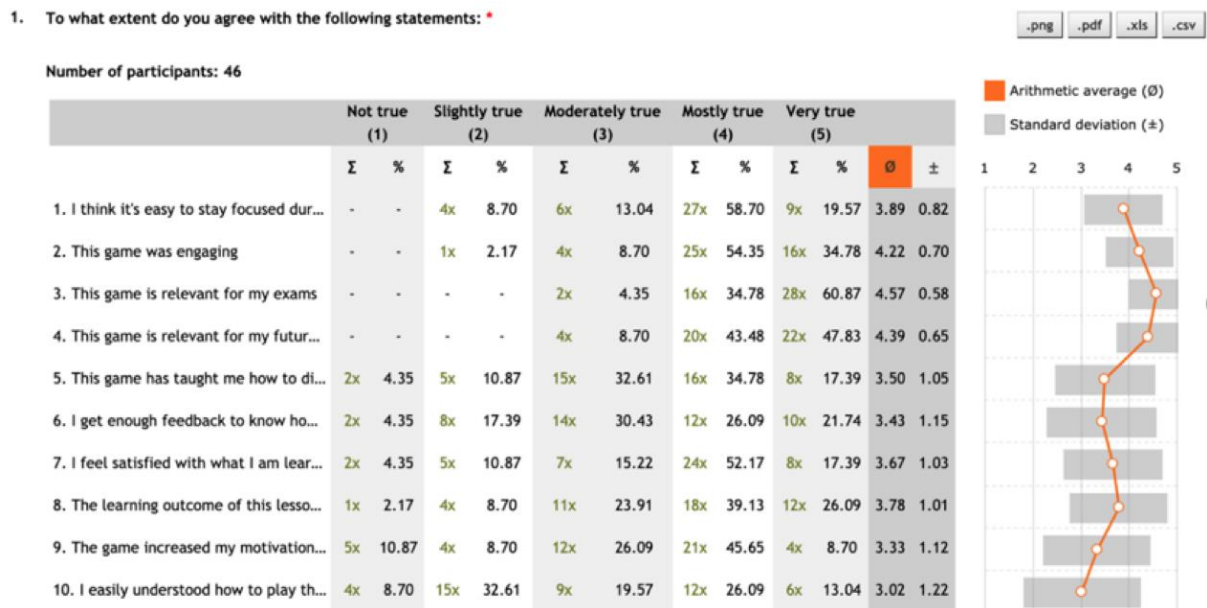 1. To what extent do you agree with the following statements: *
.png .pdf .xls .csv
Number of participants: 46
Arithmetic average (Ø)
Standard deviation (±)
Not true Slightly true Moderately true Mostly true Very true
(1) (2) (3) (4) (5)
Σ % Σ % Σ % Σ % Σ % Ø ± 1 2 3 4 5
1. I think it's easy to stay focused dur... - - 4x 8.70 6x 13.04 27x 58.70 9x 19.57 3.89 0.82
2. This game was engaging - - 1x 2.17 4x 8.70 25x 54.35 16x 34.78 4.22 0.70
3. This game is relevant for my exams - - - - 2x 4.35 16x 34.78 28x 60.87 4.57 0.58
4. This game is relevant for my futur... - - - - 4x 8.70 20x 43.48 22x 47.83 4.39 0.65
5. This game has taught me how to di... 2x 4.35 5x 10.87 15x 32.61 16x 34.78 8x 17.39 3.50 1.05
6. I get enough feedback to know ho... 2x 4.35 8x 17.39 14x 30.43 12x 26.09 10x 21.74 3.43 1.15
7. I feel satisfied with what I am lear... 2x 4.35 5x 10.87 7x 15.22 24x 52.17 8x 17.39 3.67 1.03
8. The learning outcome of this lesso... 1x 2.17 4x 8.70 11x 23.91 18x 39.13 12x 26.09 3.78 1.01
9. The game increased my motivation... 5x 10.87 4x 8.70 12x 26.09 21x 45.65 4x 8.70 3.33 1.12
10. I easily understood how to play th... 4x 8.70 15x 32.61 9x 19.57 12x 26.09 6x 13.04 3.02 1.22